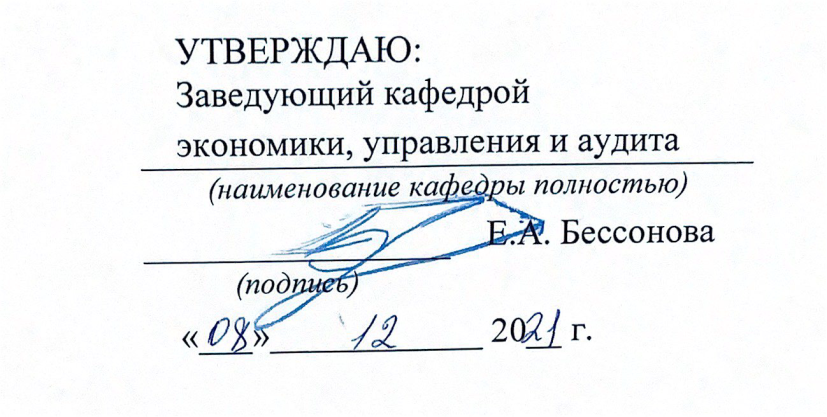 УТВЕРЖДАЮ:
Заведующий кафедрой
экономики, управления и аудита
(наименование кафедры полностью)
Е.А. Бессонова
(подпись)
«08» 12 2021 г.